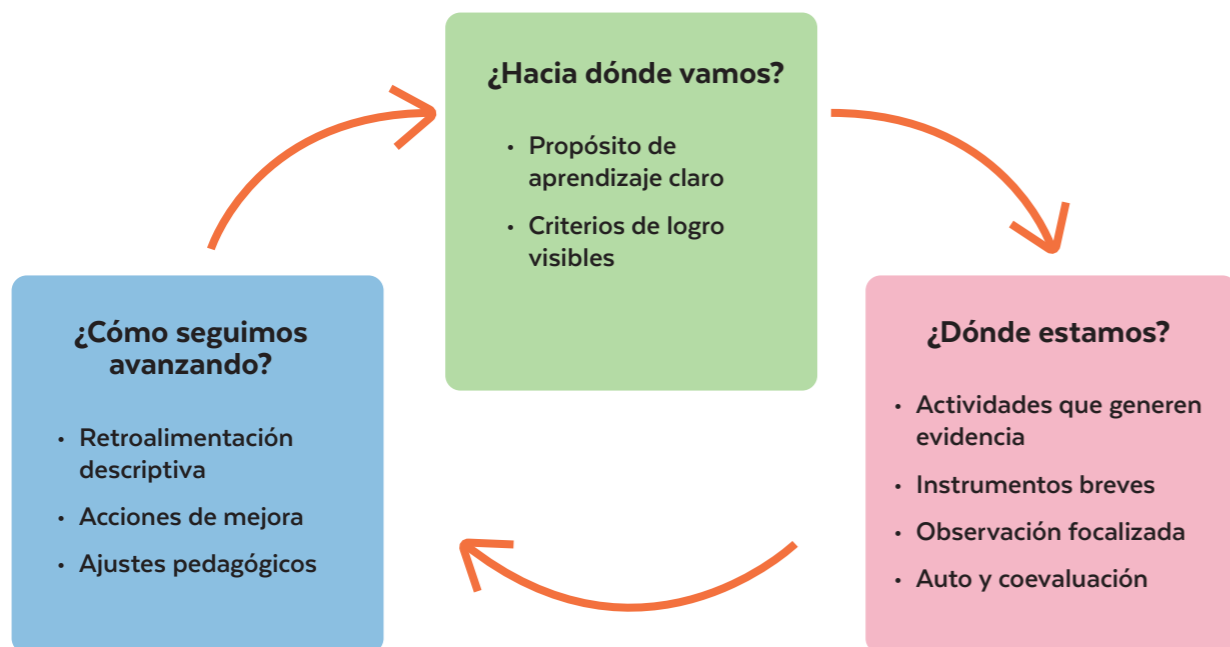 ¿Hacia dónde vamos?
• Propósito de
aprendizaje claro
• Criterios de logro
visibles
¿Dónde estamos?
• Actividades que generen
evidencia
• Instrumentos breves
• Observación focalizada
• Auto y coevaluación
¿Cómo seguimos
avanzando?
• Retroalimentación
descriptiva
• Acciones de mejora
• Ajustes pedagógicos